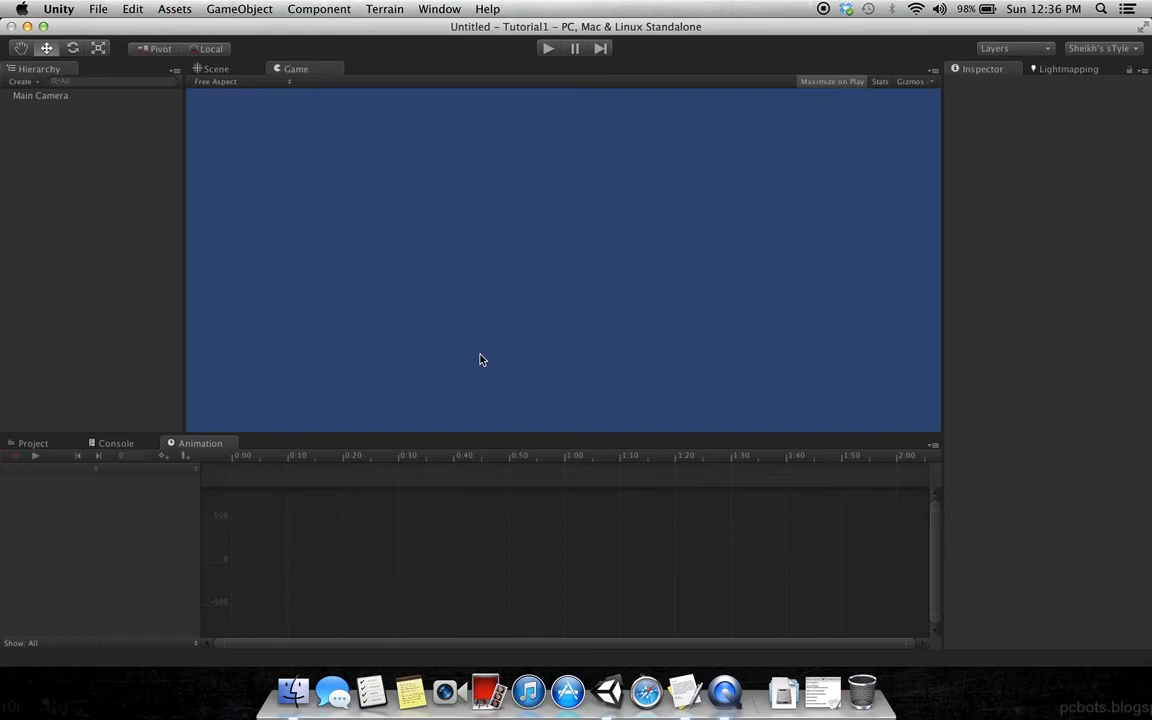 Unity File Edit Assets GameObject Component Terrain Window Help 98% Sun 12:36 PM
Untitled – Tutorial1 – PC, Mac & Linux Standalone
Pivot Local Layers Sheikh's sTyle
Hierarchy Scene Game Inspector Lightmapping
Create All Free Aspect Maximize on Play Stats Gizmos
Main Camera
Project Console Animation
0 0:00 0:10 0:20 0:30 0:40 0:50 1:00 1:10 1:20 1:30 1:40 1:50 2:00
500
0
-500
Show: All
pcbots.blogsp